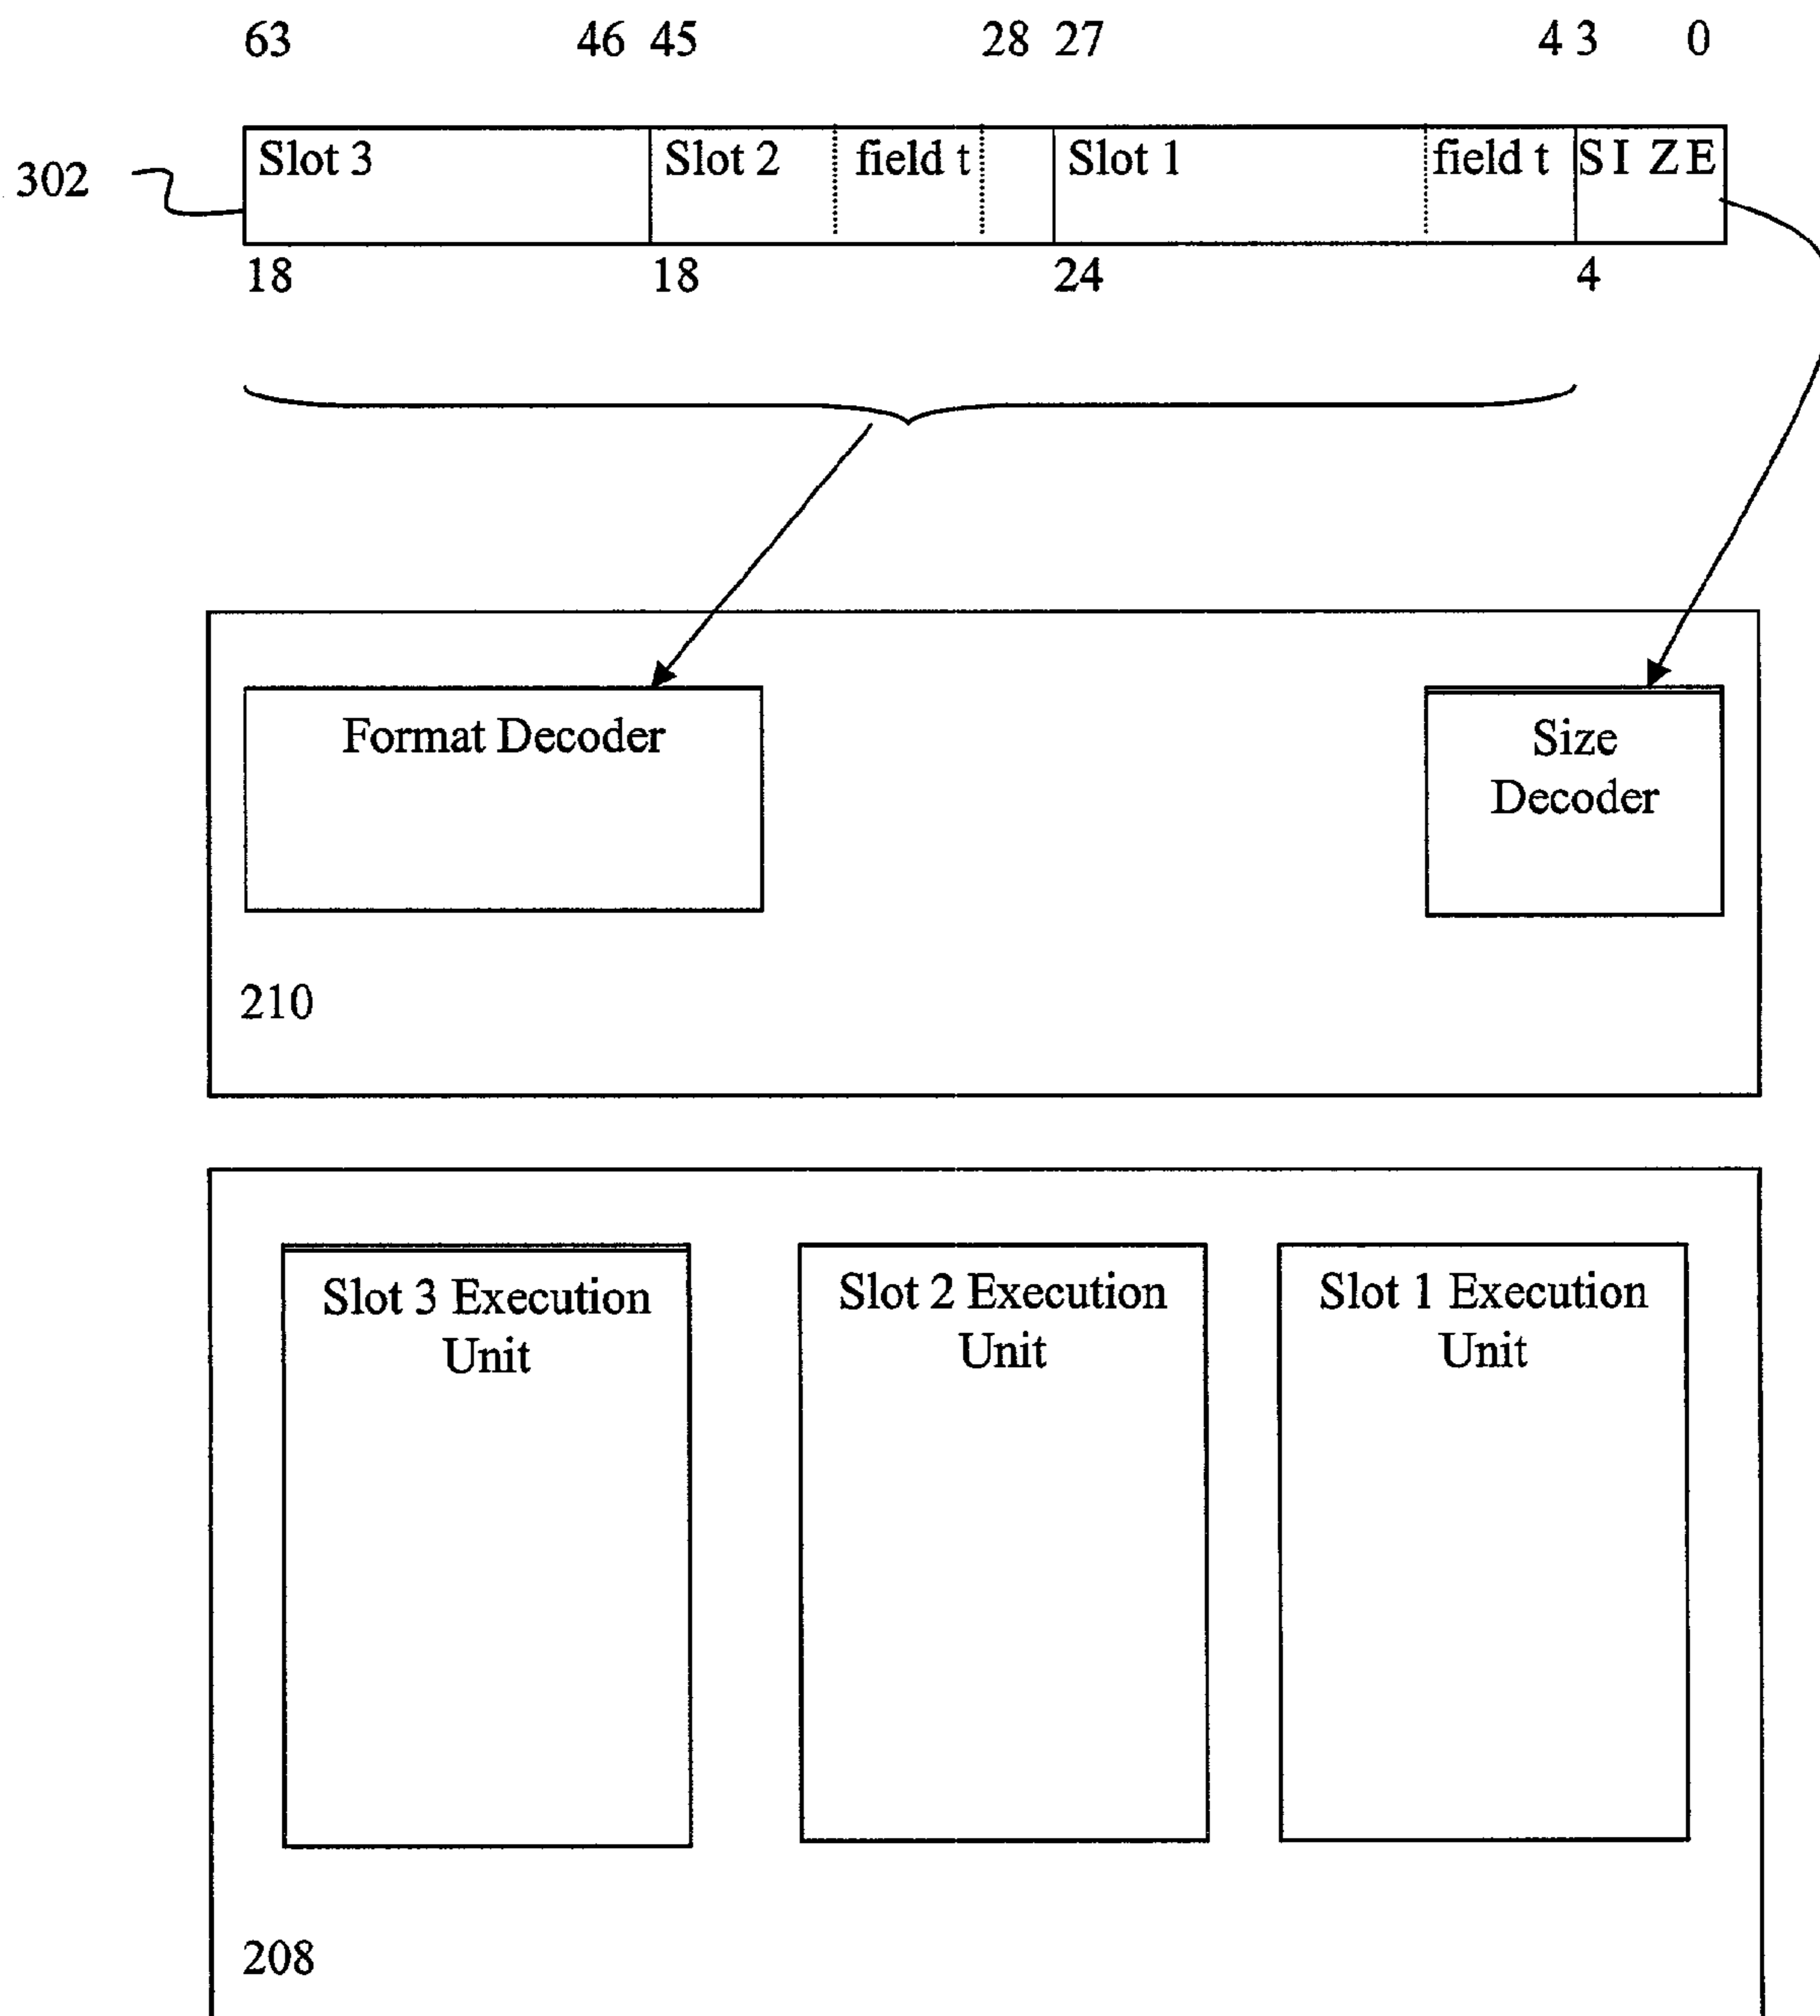 63 46 45 28 27 4 3 0
302 Slot 3 Slot 2 field t Slot 1 field t SIZE
18 18 24 4
Format Decoder
Size
Decoder
210
Slot 3 Execution
Unit
Slot 2 Execution
Unit
Slot 1 Execution
Unit
208